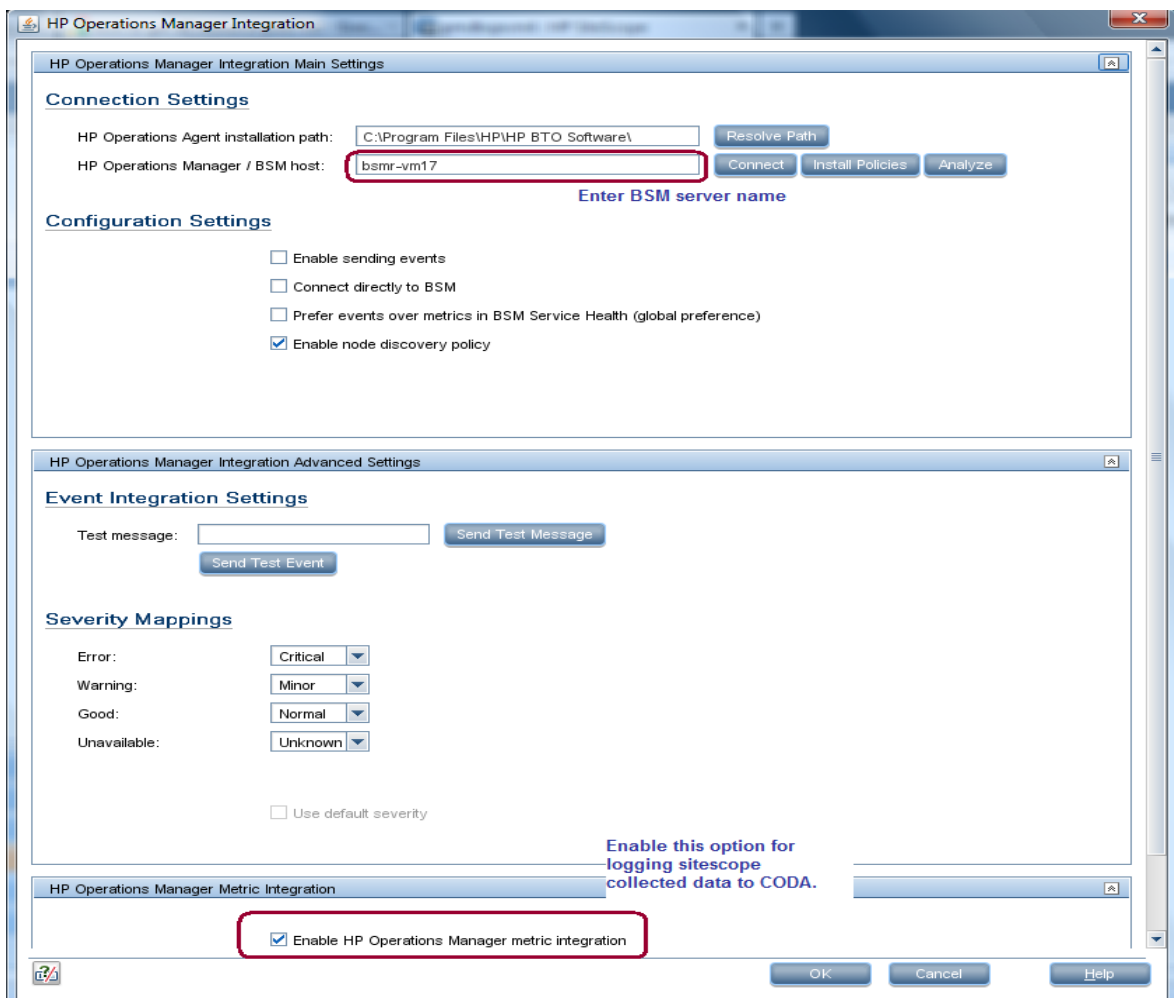 HP Operations Manager Integration
HP Operations Manager Integration Main Settings
Connection Settings
HP Operations Agent installation path: C:\Program Files\HP\HP BTO Software\ Resolve Path
HP Operations Manager / BSM host: bsmr-vm17 Connect Install Policies Analyze
Enter BSM server name
Configuration Settings
Enable sending events
Connect directly to BSM
Prefer events over metrics in BSM Service Health (global preference)
Enable node discovery policy
HP Operations Manager Integration Advanced Settings
Event Integration Settings
Test message: Send Test Message
Send Test Event
Severity Mappings
Error: Critical
Warning: Minor
Good: Normal
Unavailable: Unknown
Use default severity
Enable this option for
logging sitescope
collected data to CODA.
HP Operations Manager Metric Integration
Enable HP Operations Manager metric integration
OK Cancel Help